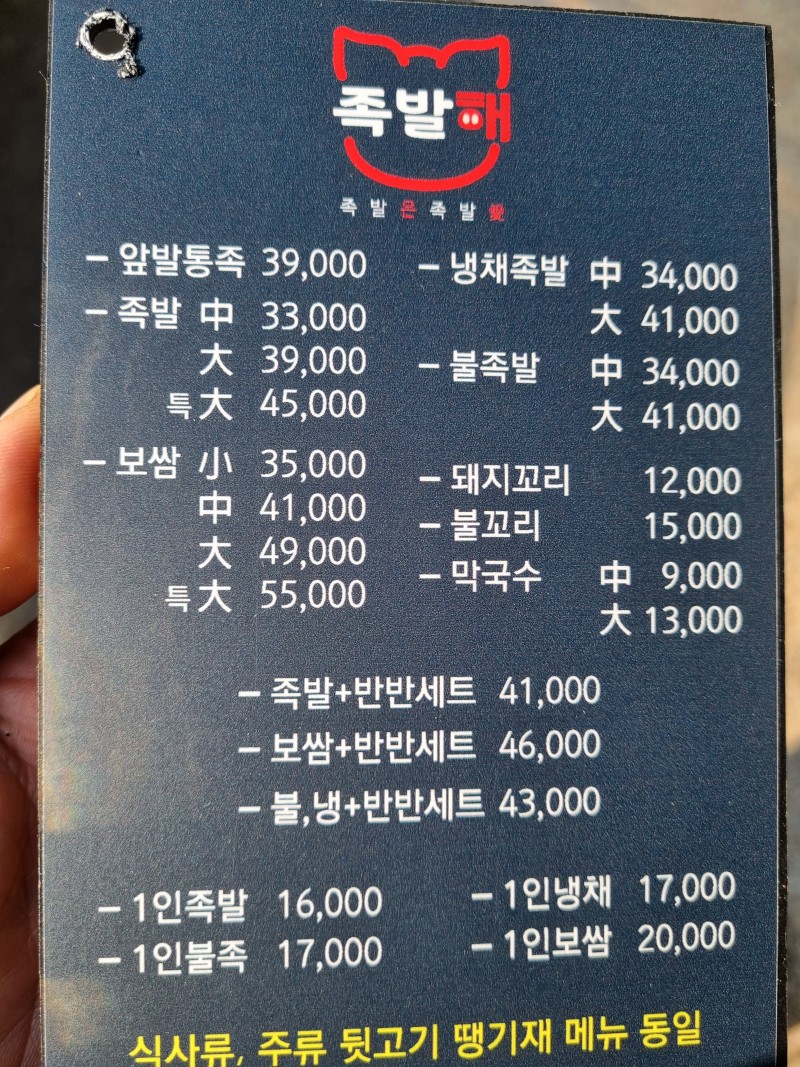 족발해
족발은족발愛
– 앞발통족 39,000
– 족발 中 33,000
大 39,000
특大 45,000
– 보쌈 小 35,000
中 41,000
大 49,000
특大 55,000
– 냉채족발 中 34,000
大 41,000
– 불족발 中 34,000
大 41,000
– 돼지꼬리 12,000
– 불꼬리 15,000
– 막국수 中 9,000
大 13,000
– 족발+반반세트 41,000
– 보쌈+반반세트 46,000
– 불,냉+반반세트 43,000
– 1인족발 16,000
– 1인불족 17,000
– 1인냉채 17,000
– 1인보쌈 20,000
식사류, 주류 뒷고기 땡기재 메뉴 동일